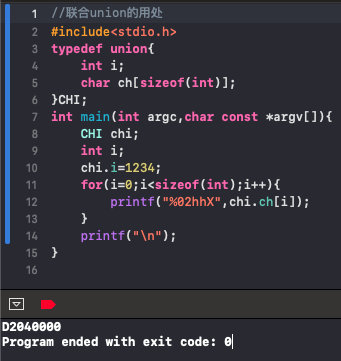 1 //联合union的用处
2 #include<stdio.h>
3 typedef union{
4     int i;
5     char ch[sizeof(int)];
6 }CHI;
7 int main(int argc,char const *argv[]){
8     CHI chi;
9     int i;
10     chi.i=1234;
11     for(i=0;i<sizeof(int);i++){
12         printf("%02hhX",chi.ch[i]);
13     }
14     printf("\n");
15 }
16
D2040000
Program ended with exit code: 0